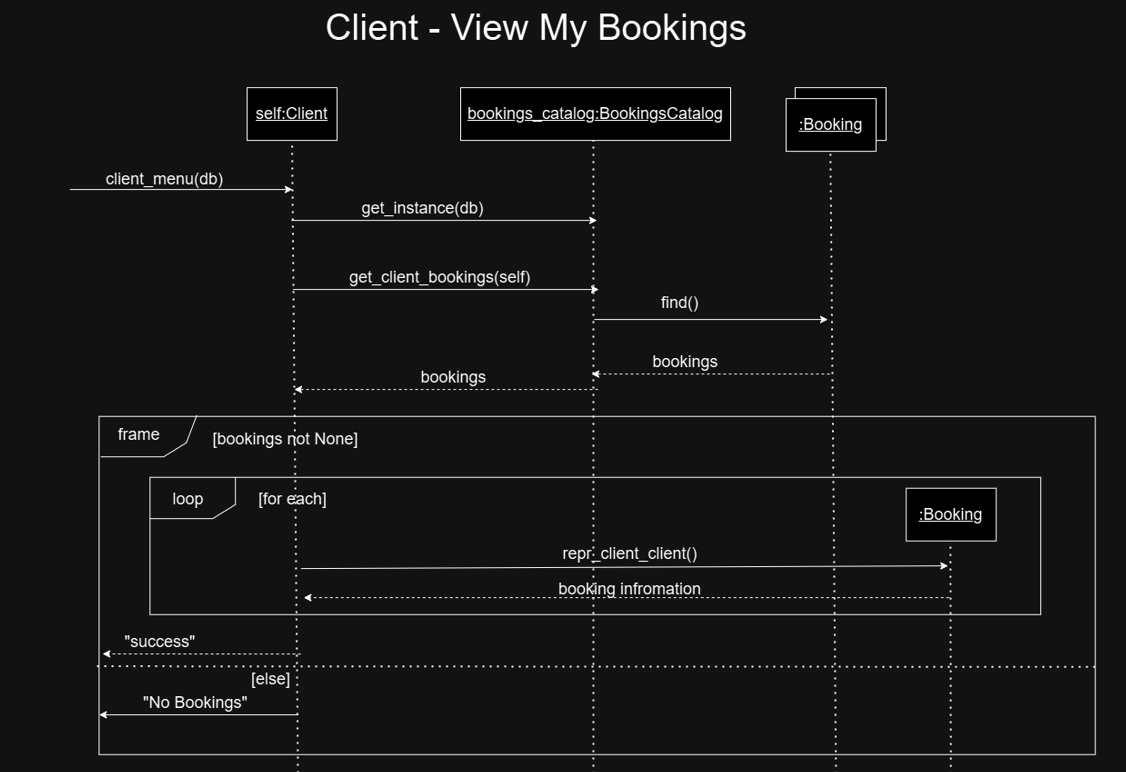 Client - View My Bookings
self:Client
bookings_catalog:BookingsCatalog
:Booking
client_menu(db)
get_instance(db)
get_client_bookings(self)
find()
bookings
bookings
frame
[bookings not None]
loop
[for each]
:Booking
repr_client_client()
booking infromation
"success"
[else]
"No Bookings"